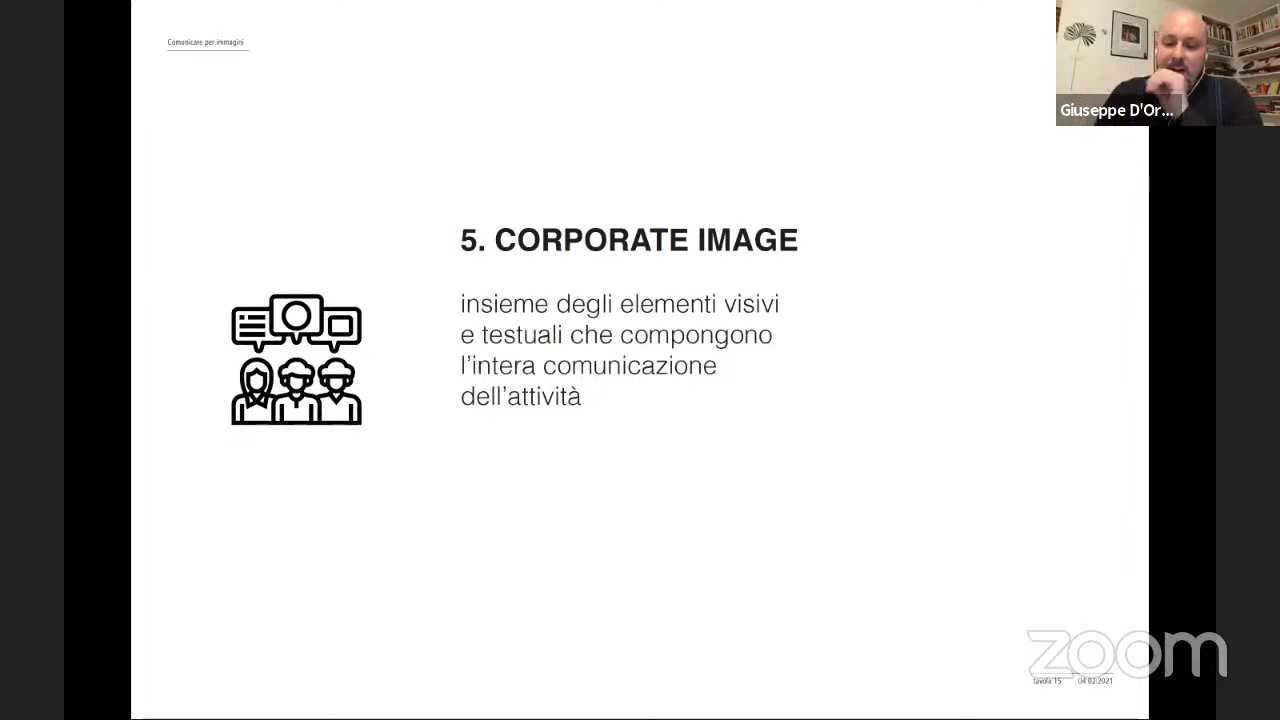 Comunicare per immagini
Giuseppe D'Or...
5. CORPORATE IMAGE
insieme degli elementi visivi
e testuali che compongono
l'intera comunicazione
dell'attività
zoom
tavola 15 04.02.2021